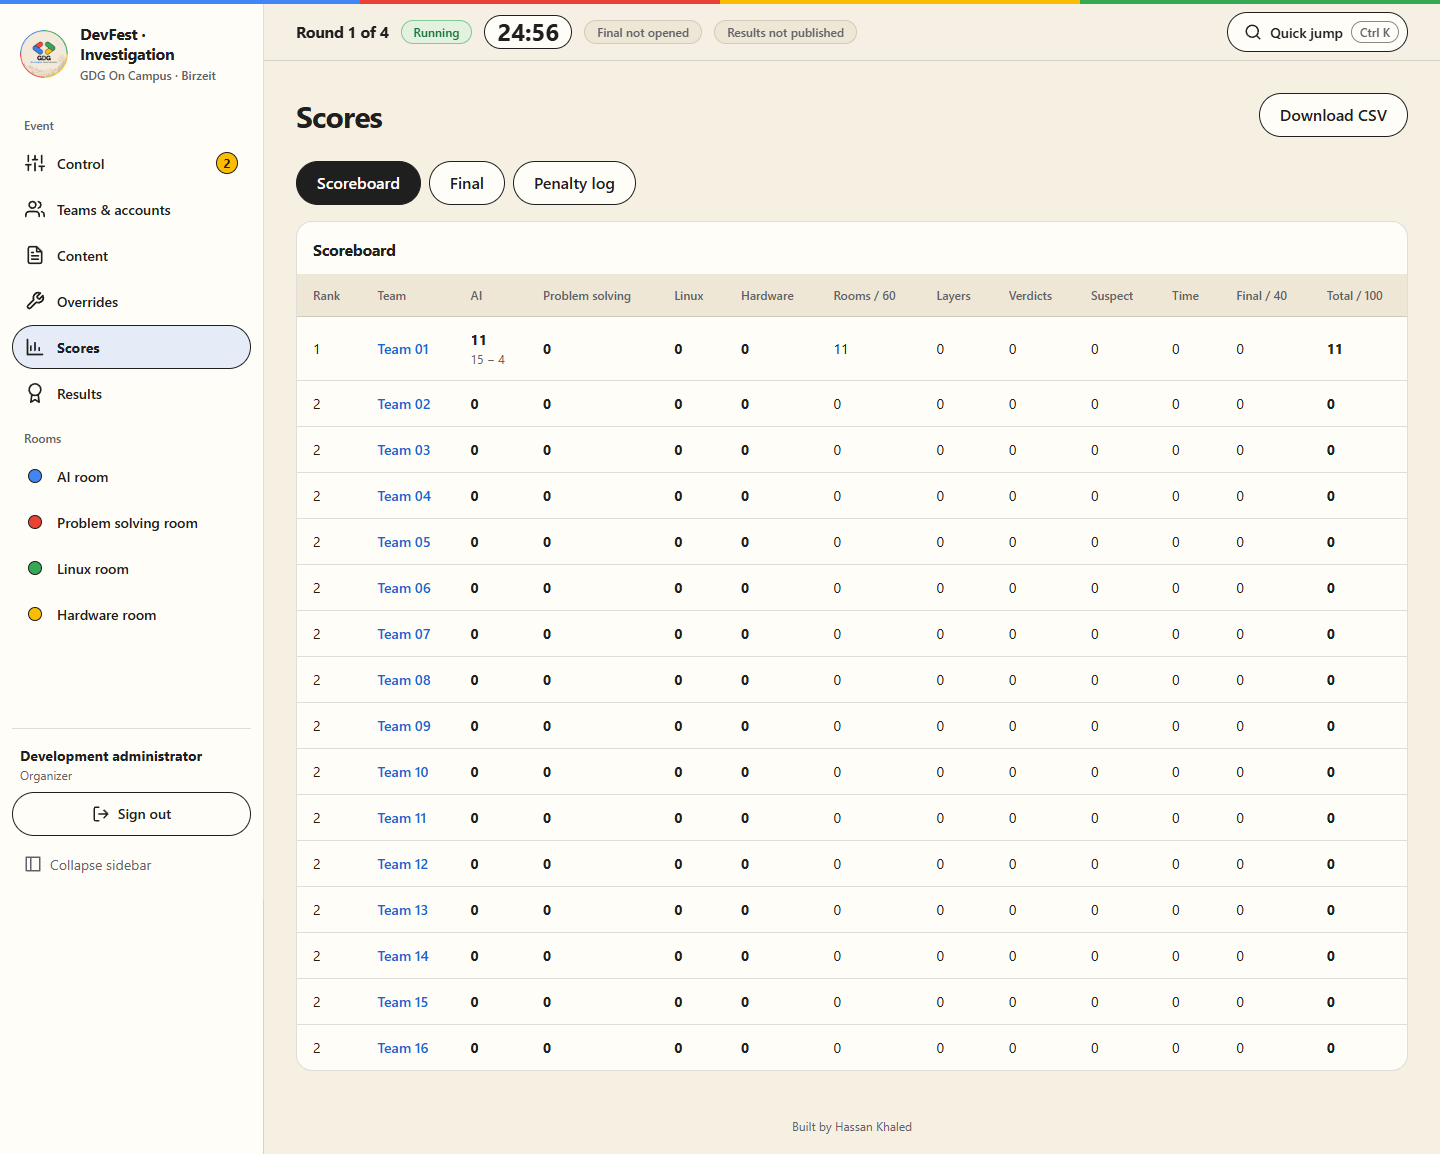 DevFest ·
Investigation
GDG On Campus · Birzeit
GDG
Event
Control 2
Teams & accounts
Content
Overrides
Scores
Results
Rooms
AI room
Problem solving room
Linux room
Hardware room
Development administrator
Organizer
Sign out
Collapse sidebar
Round 1 of 4 Running 24:56 Final not opened Results not published Quick jump Ctrl K
Scores Download CSV
Scoreboard Final Penalty log
Scoreboard
Rank Team AI Problem solving Linux Hardware Rooms / 60 Layers Verdicts Suspect Time Final / 40 Total / 100
1 Team 01 11 0 0 0 11 0 0 0 0 0 11
15 – 4
2 Team 02 0 0 0 0 0 0 0 0 0 0 0
2 Team 03 0 0 0 0 0 0 0 0 0 0 0
2 Team 04 0 0 0 0 0 0 0 0 0 0 0
2 Team 05 0 0 0 0 0 0 0 0 0 0 0
2 Team 06 0 0 0 0 0 0 0 0 0 0 0
2 Team 07 0 0 0 0 0 0 0 0 0 0 0
2 Team 08 0 0 0 0 0 0 0 0 0 0 0
2 Team 09 0 0 0 0 0 0 0 0 0 0 0
2 Team 10 0 0 0 0 0 0 0 0 0 0 0
2 Team 11 0 0 0 0 0 0 0 0 0 0 0
2 Team 12 0 0 0 0 0 0 0 0 0 0 0
2 Team 13 0 0 0 0 0 0 0 0 0 0 0
2 Team 14 0 0 0 0 0 0 0 0 0 0 0
2 Team 15 0 0 0 0 0 0 0 0 0 0 0
2 Team 16 0 0 0 0 0 0 0 0 0 0 0
Built by Hassan Khaled